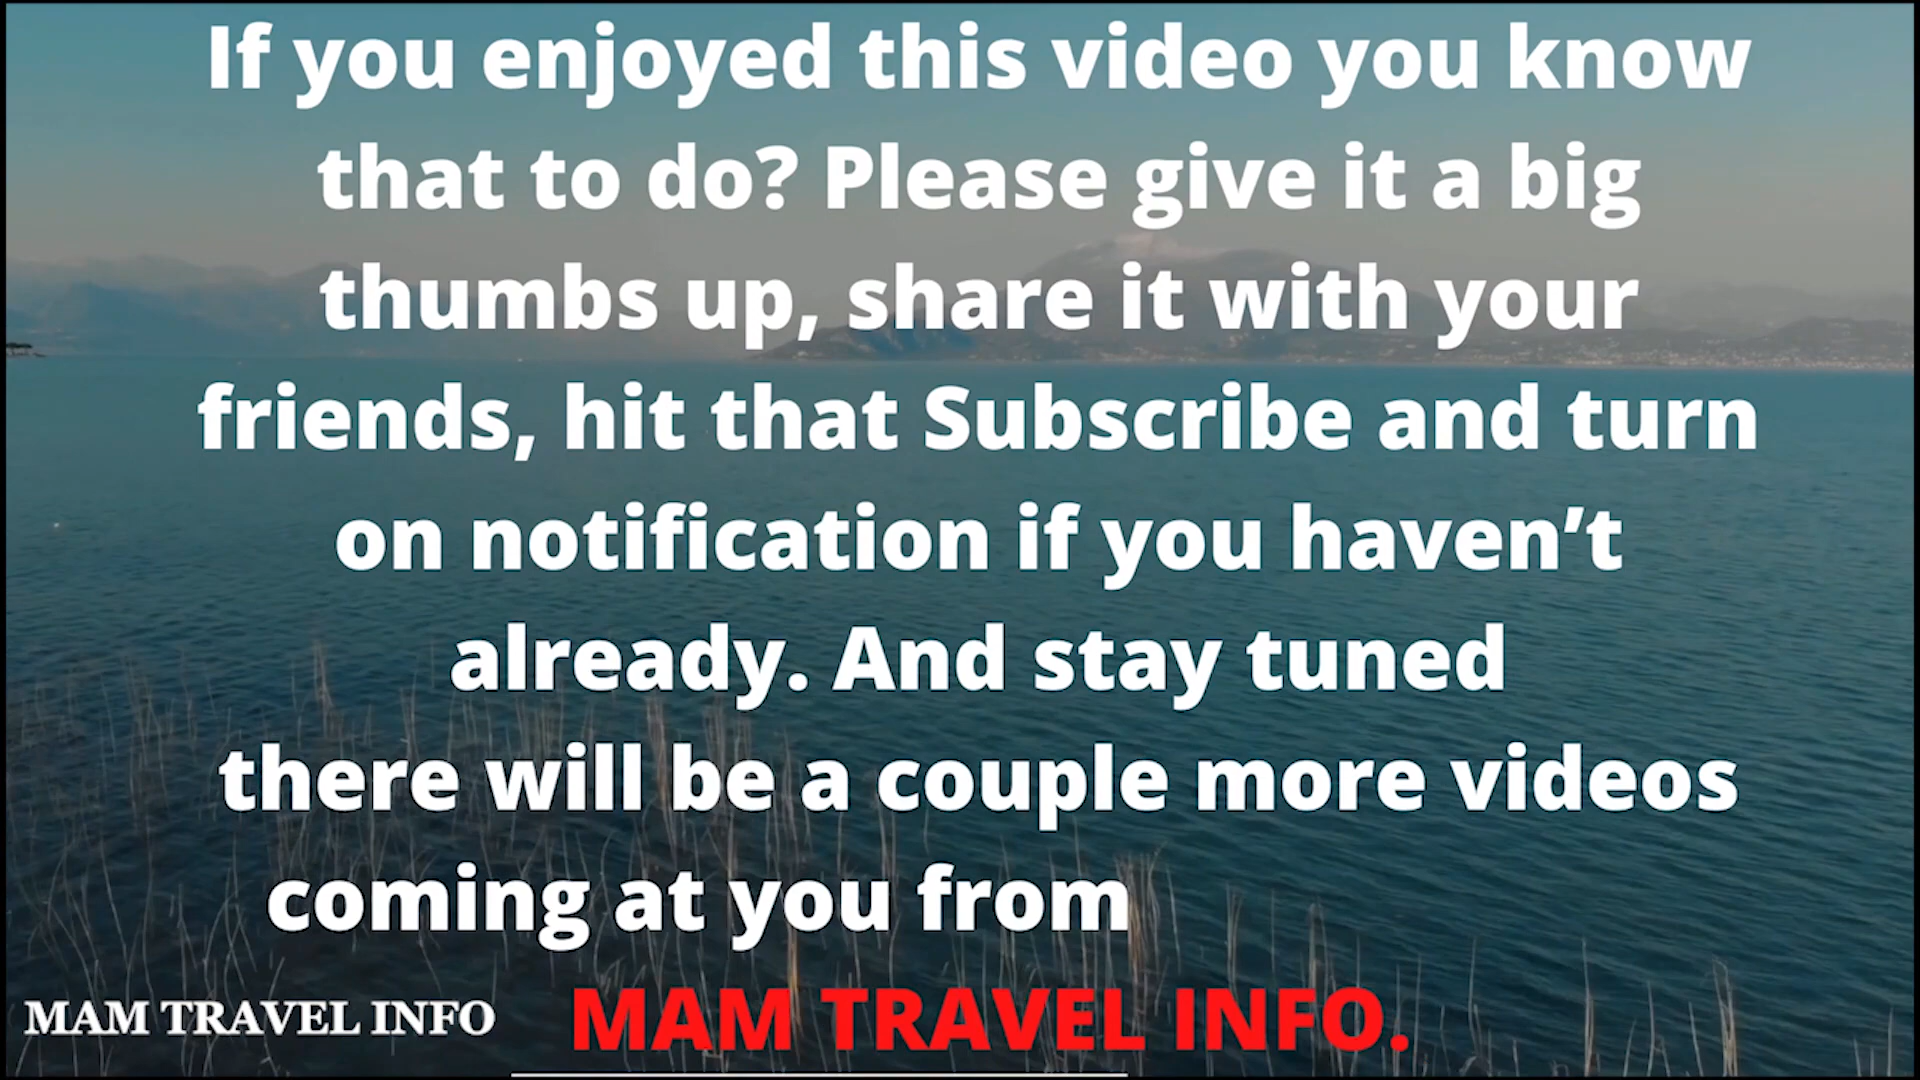 If you enjoyed this video you know
that to do? Please give it a big
thumbs up, share it with your
friends, hit that Subscribe and turn
on notification if you haven’t
already. And stay tuned
there will be a couple more videos
coming at you from
MAM TRAVEL INFO.
MAM TRAVEL INFO